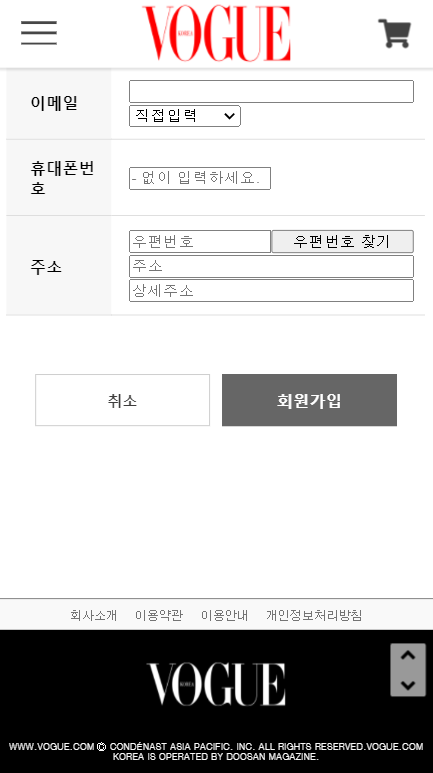 VOGUE
KOREA
이메일
직접입력
휴대폰번
호
- 없이 입력하세요.
우편번호
우편번호 찾기
주소
주소
상세주소
취소
회원가입
회사소개 이용약관 이용안내 개인정보처리방침
VOGUE
KOREA
WWW.VOGUE.COM © CONDÉNAST ASIA PACIFIC. INC. ALL RIGHTS RESERVED.VOGUE.COM
KOREA IS OPERATED BY DOOSAN MAGAZINE.